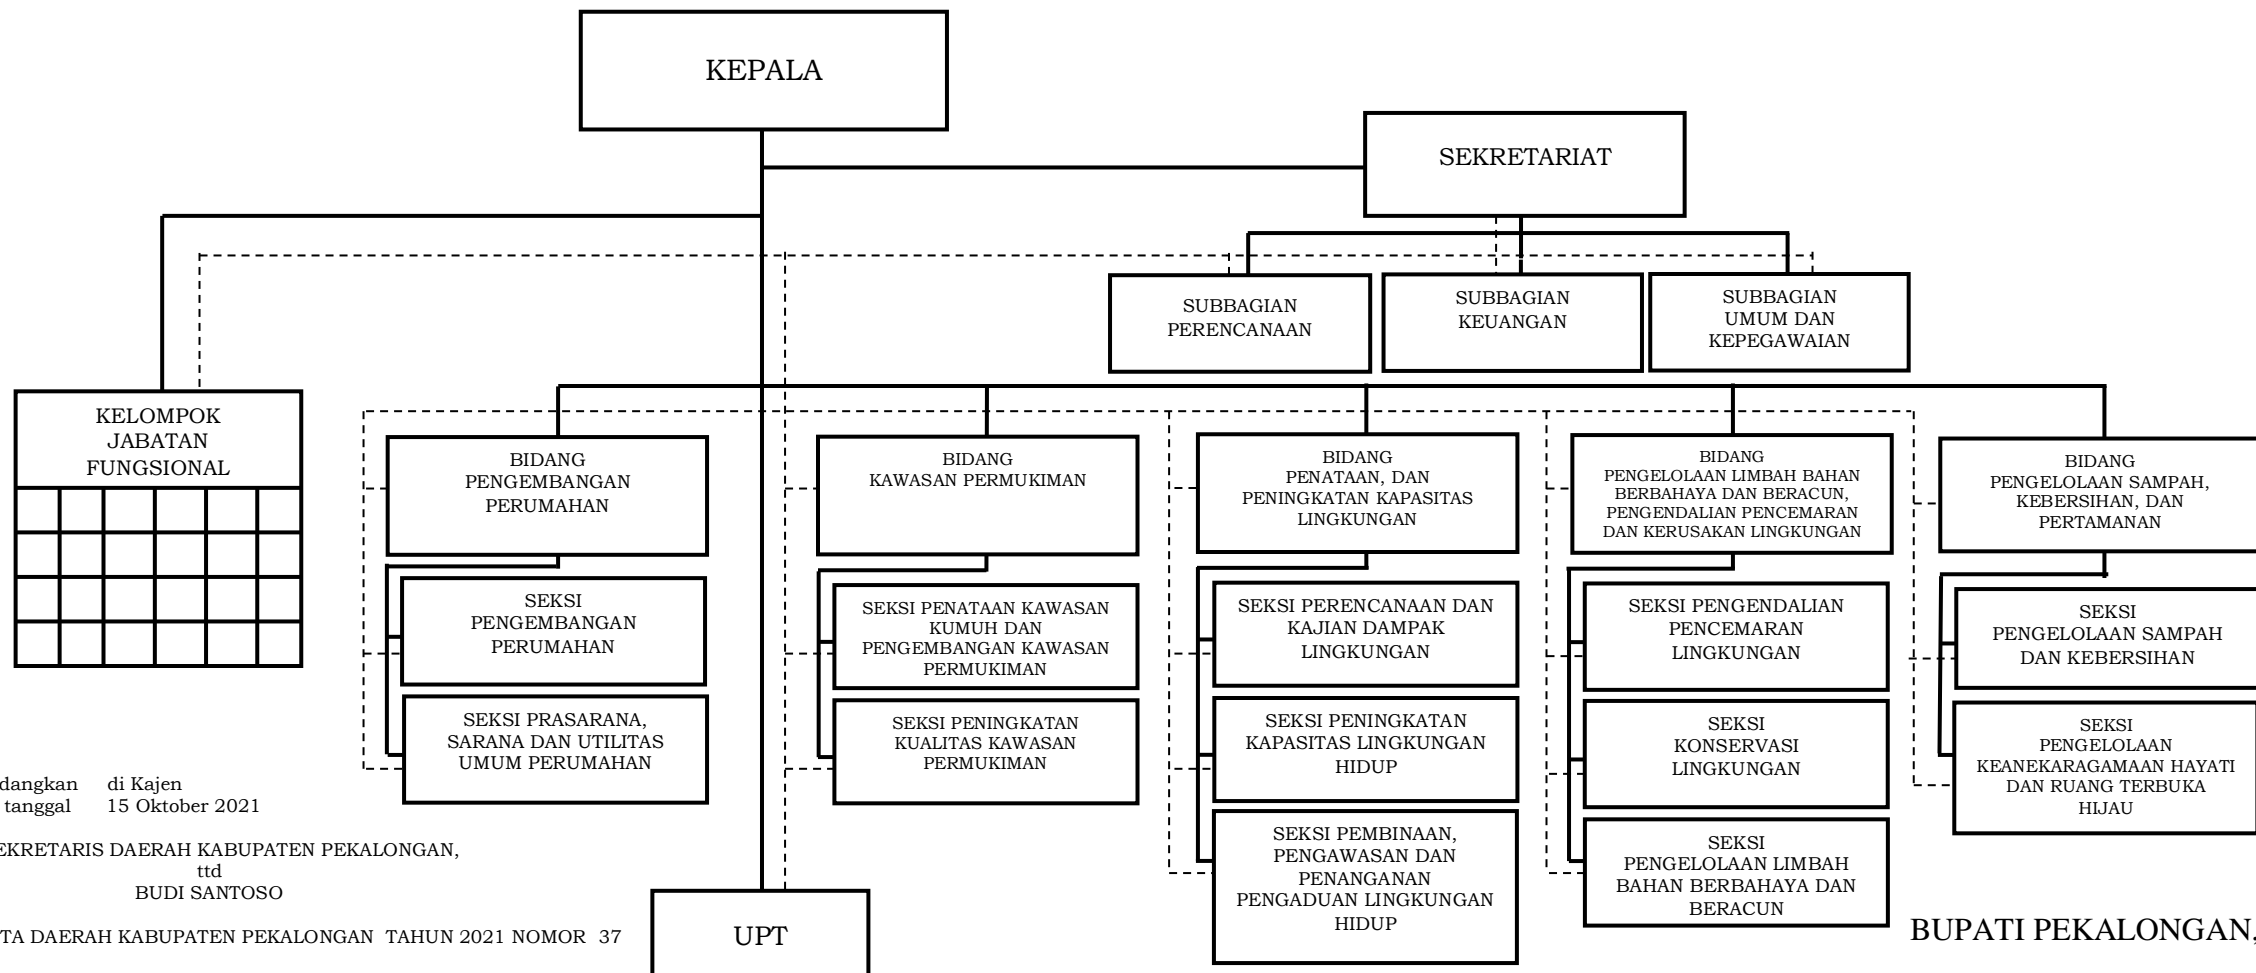 KEPALA
SEKRETARIAT
SUBBAGIAN
PERENCANAAN
SUBBAGIAN
KEUANGAN
SUBBAGIAN
UMUM DAN
KEPEGAWAIAN
KELOMPOK
JABATAN
FUNGSIONAL
BIDANG
PENGEMBANGAN
PERUMAHAN
SEKSI
PENGEMBANGAN
PERUMAHAN
SEKSI PRASARANA,
SARANA DAN UTILITAS
UMUM PERUMAHAN
BIDANG
KAWASAN PERMUKIMAN
SEKSI PENATAAN KAWASAN
KUMUH DAN
PENGEMBANGAN KAWASAN
PERMUKIMAN
SEKSI PENINGKATAN
KUALITAS KAWASAN
PERMUKIMAN
BIDANG
PENATAAN, DAN
PENINGKATAN KAPASITAS
LINGKUNGAN
SEKSI PERENCANAAN DAN
KAJIAN DAMPAK
LINGKUNGAN
SEKSI PENINGKATAN
KAPASITAS LINGKUNGAN
HIDUP
SEKSI PEMBINAAN,
PENGAWASAN DAN
PENANGANAN
PENGADUAN LINGKUNGAN
HIDUP
BIDANG
PENGELOLAAN LIMBAH BAHAN
BERBAHAYA DAN BERACUN,
PENGENDALIAN PENCEMARAN
DAN KERUSAKAN LINGKUNGAN
SEKSI PENGENDALIAN
PENCEMARAN
LINGKUNGAN
SEKSI
KONSERVASI
LINGKUNGAN
SEKSI
PENGELOLAAN LIMBAH
BAHAN BERBAHAYA DAN
BERACUN
BIDANG
PENGELOLAAN SAMPAH,
KEBERSIHAN, DAN
PERTAMANAN
SEKSI
PENGELOLAAN SAMPAH
DAN KEBERSIHAN
SEKSI
PENGELOLAAN
KEANEKARAGAMAAN HAYATI
DAN RUANG TERBUKA
HIJAU
dangkan di Kajen
tanggal 15 Oktober 2021
EKRETARIS DAERAH KABUPATEN PEKALONGAN,
ttd
BUDI SANTOSO
TA DAERAH KABUPATEN PEKALONGAN TAHUN 2021 NOMOR 37
UPT
BUPATI PEKALONGAN,